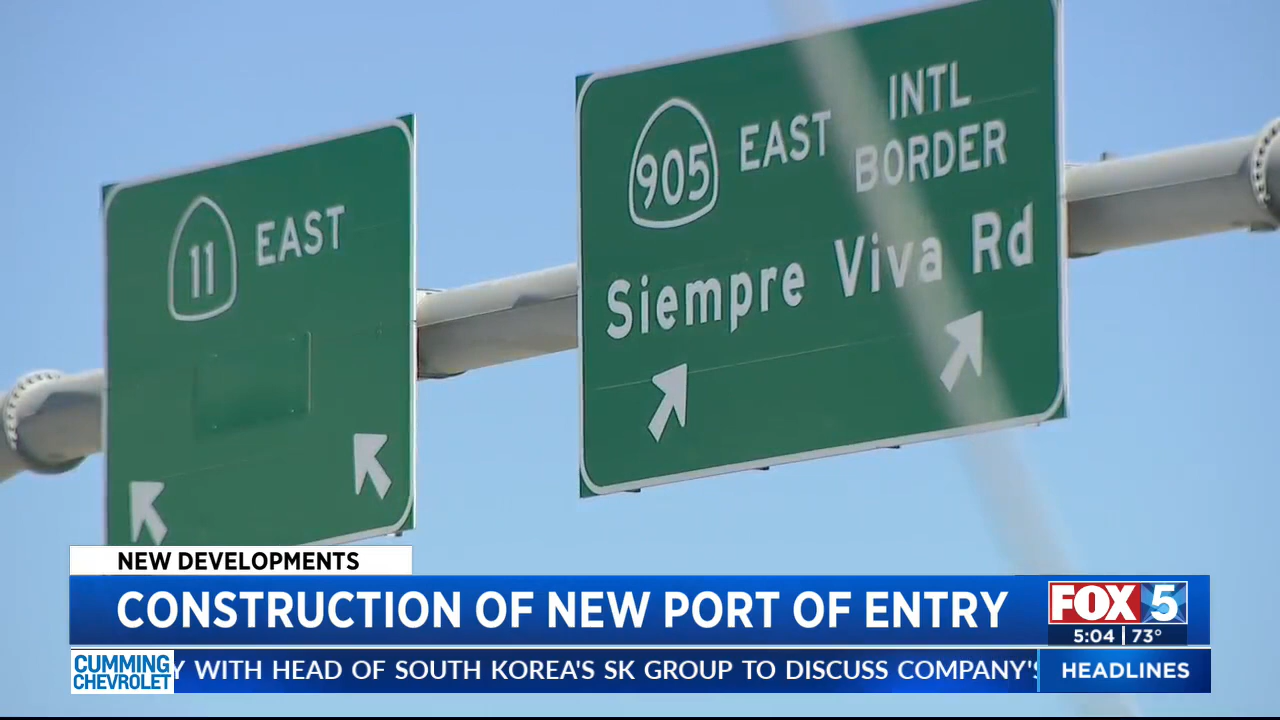 11 EAST
905 EAST INTL
BORDER
Siempre Viva Rd
NEW DEVELOPMENTS
CONSTRUCTION OF NEW PORT OF ENTRY
FOX 5
5:04 | 73°
CUMMING
CHEVROLET
Y WITH HEAD OF SOUTH KOREA'S SK GROUP TO DISCUSS COMPANY'S
HEADLINES